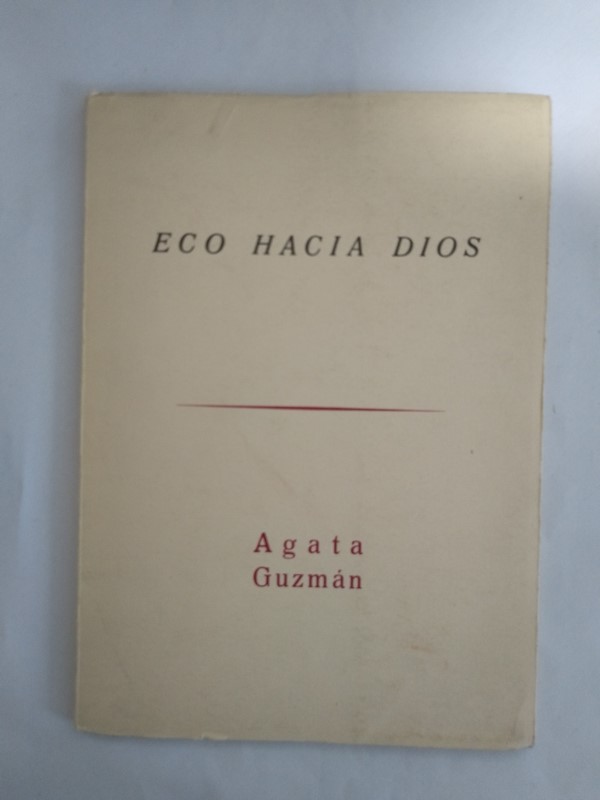 ECO HACIA DIOS
Agata
Guzmán